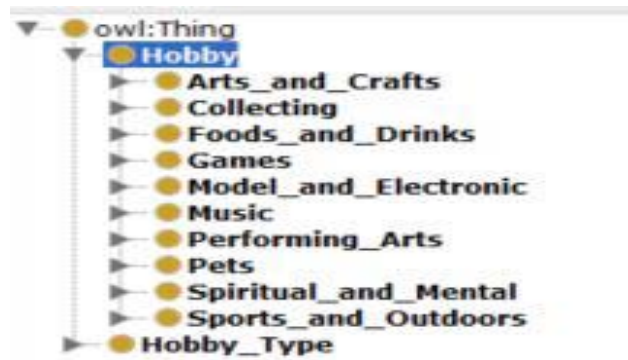 owl:Thing
Hobby
Arts_and_Crafts
Collecting
Foods_and_Drinks
Games
Model_and_Electronic
Music
Performing_Arts
Pets
Spiritual_and_Mental
Sports_and_Outdoors
Hobby_Type